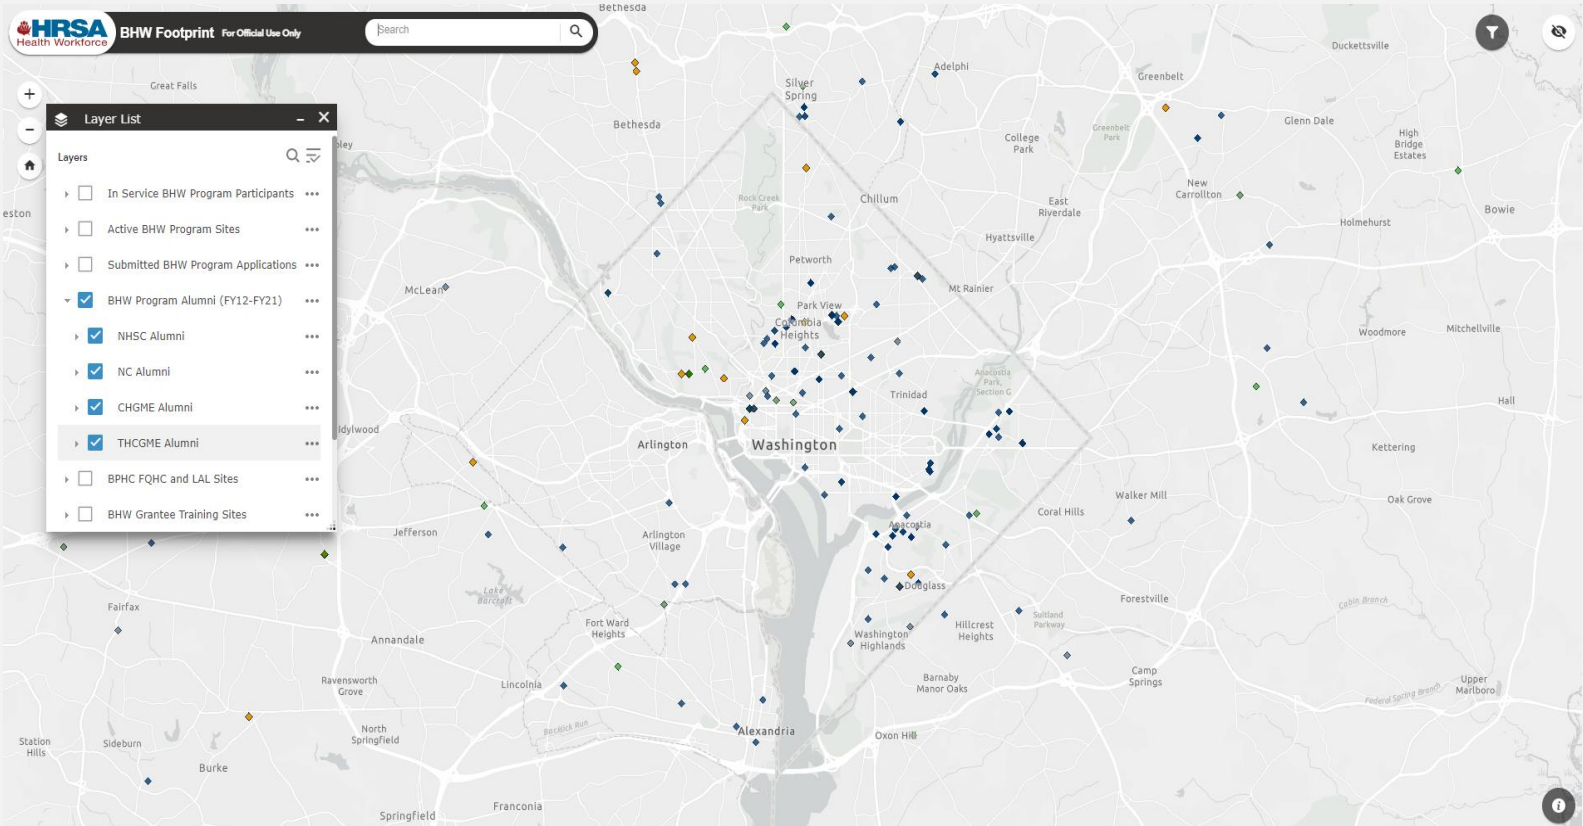 HRSA
Health Workforce
BHW Footprint For Official Use Only
Search
Layer List
Layers
In Service BHW Program Participants
Active BHW Program Sites
Submitted BHW Program Applications
BHW Program Alumni (FY12-FY21)
NHSC Alumni
NC Alumni
CHGME Alumni
THCGME Alumni
BPHC FQHC and LAL Sites
BHW Grantee Training Sites
Bethesda
Duckettsville
Great Falls
Adelphi
Greenbelt
Silver
Spring
Bethesda
Greenbelt
Park
Glenn Dale
College
Park
High
Bridge
Estates
New
Carrollton
Rock Creek
Park
Chillum
East
Riverdale
Bowie
Holmehurst
Hyattsville
Petworth
McLean
Mt Rainier
Park View
Columbia
Heights
Woodmore
Mitchellville
Anacostia
Park,
Section G
Trinidad
Hall
Idylwood
Arlington
Washington
Kettering
Walker Mill
Oak Grove
Coral Hills
Anacostia
Jefferson
Arlington
Village
Douglass
Lake
Barcroft
Forestville
Cabin Branch
Fairfax
Fort Ward
Heights
Suitland
Parkway
Hillcrest
Heights
Washington
Highlands
Annandale
Camp
Springs
Barnaby
Manor Oaks
Ravensworth
Grove
Lincolnia
Upper
Marlboro
Federal Spring Branch
Backlick Run
North
Springfield
Alexandria
Oxon Hill
Station
Hills
Sideburn
Burke
Franconia
Springfield